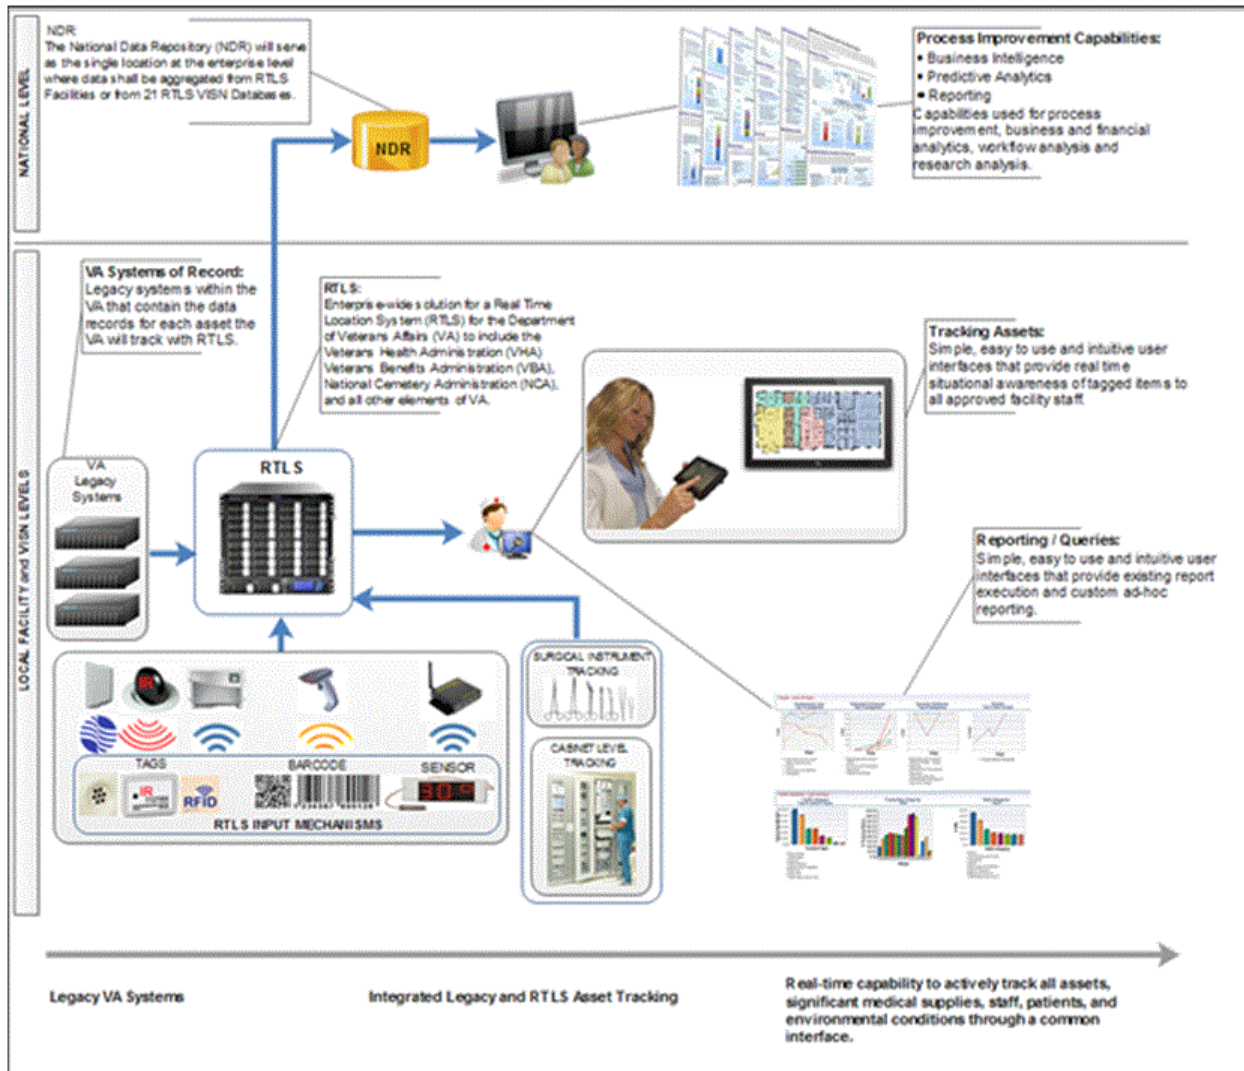 NATIONAL LEVEL
NDR:
The National Data Repository (NDR) will serve
as the single location at the enterprise level
where data shall be aggregated from RTLS
Facilities or from 21 RTLS VISN Databases.
NDR
Process Improvement Capabilities:
• Business Intelligence
• Predictive Analytics
• Reporting
Capabilities used for process
improvement, business and financial
analytics, workflow analysis and
research analysis.
LOCAL FACILITY and VISN LEVELS
VA Systems of Record:
Legacy systems within the
VA that contain the data
records for each asset the
VA will track with RTLS.
RTLS:
Enterprise-wide solution for a Real Time
Location System (RTLS) for the Department
of Veterans Affairs (VA) to include the
Veterans Health Administration (VHA)
Veterans Benefits Administration (VBA),
National Cemetery Administration (NCA),
and all other elements of VA.
Tracking Assets:
Simple, easy to use and intuitive user
interfaces that provide real time
situational awareness of tagged items to
all approved facility staff.
VA
Legacy
Systems
RTLS
Reporting / Queries:
Simple, easy to use and intuitive user
interfaces that provide existing report
execution and custom ad-hoc
reporting.
SURGICAL INSTRUMENT
TRACKING
CABINET LEVEL
TRACKING
IR
TAGS
BARCODE
SENSOR
IR
RFID
RTLS INPUT MECHANISMS
Legacy VA Systems
Integrated Legacy and RTLS Asset Tracking
Real-time capability to actively track all assets,
significant medical supplies, staff, patients, and
environmental conditions through a common
interface.